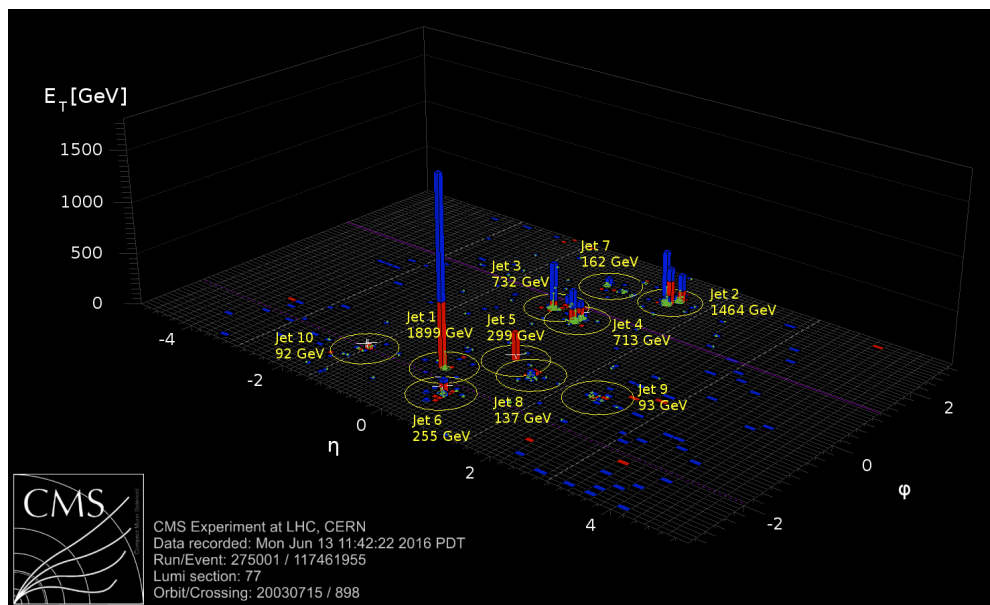 E_T [GeV]
1500
1000
500
0
-4
-2
0
2
4
η
-2
0
2
φ
Jet 7
162 GeV
Jet 3
732 GeV
Jet 2
1464 GeV
Jet 1
1899 GeV
Jet 5
299 GeV
Jet 4
713 GeV
Jet 10
92 GeV
Jet 9
93 GeV
Jet 8
137 GeV
Jet 6
255 GeV
CMS
Compact Muon Solenoid
CMS Experiment at LHC, CERN
Data recorded: Mon Jun 13 11:42:22 2016 PDT
Run/Event: 275001 / 117461955
Lumi section: 77
Orbit/Crossing: 20030715 / 898